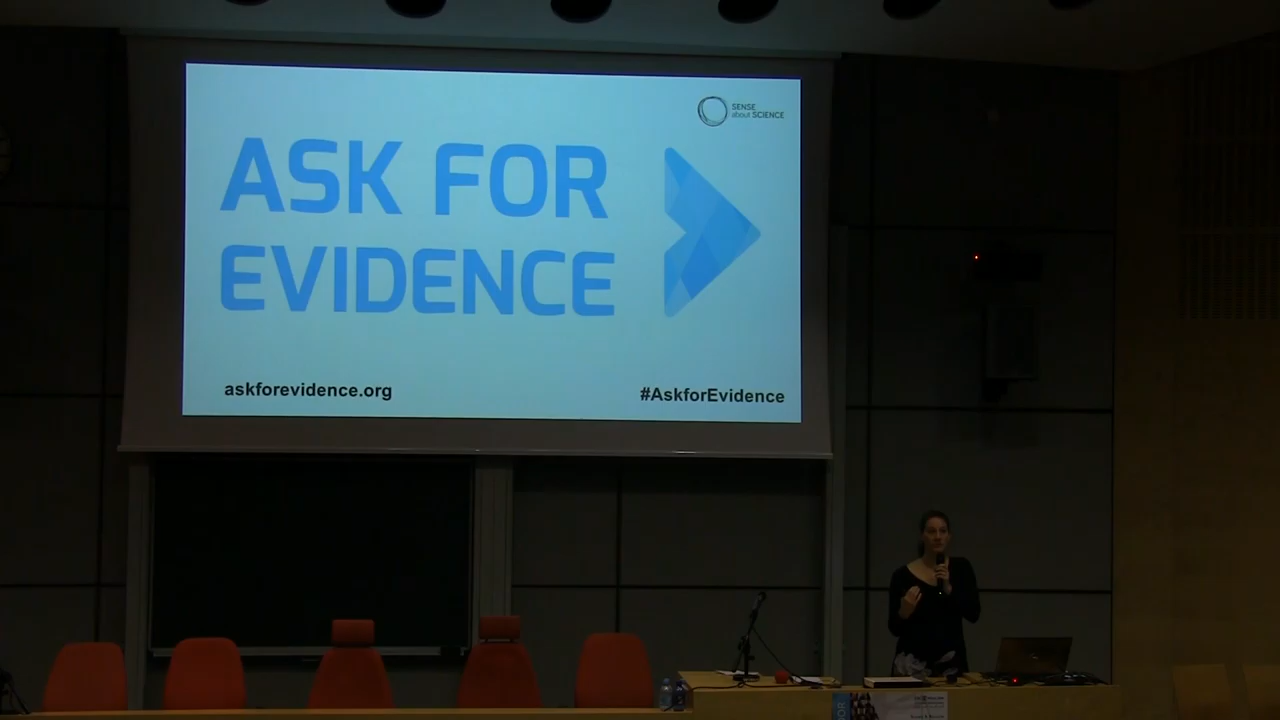 SENSE
about SCIENCE
ASK FOR
EVIDENCE
askforevidence.org
#AskforEvidence